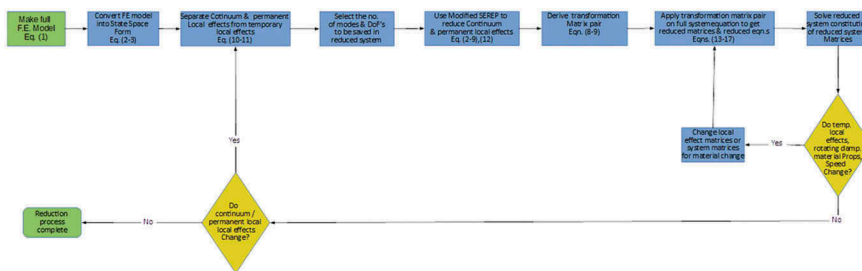 Make full
F.E. Model
Eq. (1)
Convert FE model
into State Space
Form
Eq. (2-3)
Separate Cotinuum & permanent
Local effects from temporary
local effects
Eq. (10-11)
Select the no.
of modes & DoF's
to be saved in
reduced system
Use Modified SEREP to
reduce Continuum
& permanent local effects
Eq. (2-9),(12)
Derive transformation
Matrix pair
Eqn. (8-9)
Apply transformation matrix pair
on full system equation to get
reduced matrices & reduced eqn.s
Eqns. (13-17)
Solve reduced
system constitu
of reduced syste
Matrices
Do temp.
local
effects,
rotating damp.
material Props,
Speed
Change?
Yes
Change local
effect matrices or
system matrices
for material change
No
Yes
Do
continuum /
permanent local
local effects
Change?
No
Reduction
process
complete